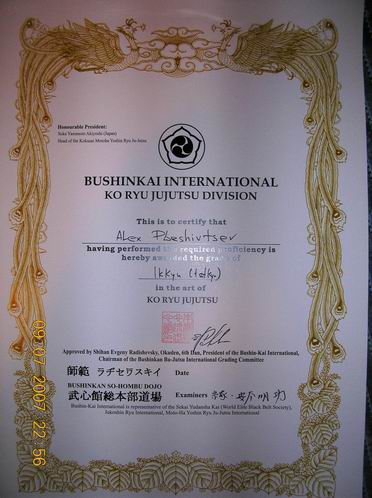 Honourable President:
Soke Yasumoto Akiyoshi (Japan)
Head of the Kokusai Motoha Yoshin Ryu Ju-Jutsu
BUSHINKAI INTERNATIONAL
KO RYU JUJUTSU DIVISION
This is to certify that
Alex Pleshivtsev
having performed the required proficiency is
hereby awarded the grade of
Ikkyu (1st Kyu)
in the art of
KO RYU JUJUTSU
Approved by Shihan Evgeny Radishevsky, Okuden, 6th Dan, President of the Bushin-Kai International,
Chairman of the Bushinkan Bu-Jutsu International Grading Committee
師範 ラヂセリスキイ Date
BUSHINKAN SO-HOMBU DOJO
武心館総本部道場 Examiners
Bushin-Kai International is representative of the Sekai Yudansha Kai (World Elite Black Belt Society),
Jakushin Ryu International, Moto-Ha Yoshin Ryu Ju-Jutsu International
09/07/2007 22:56